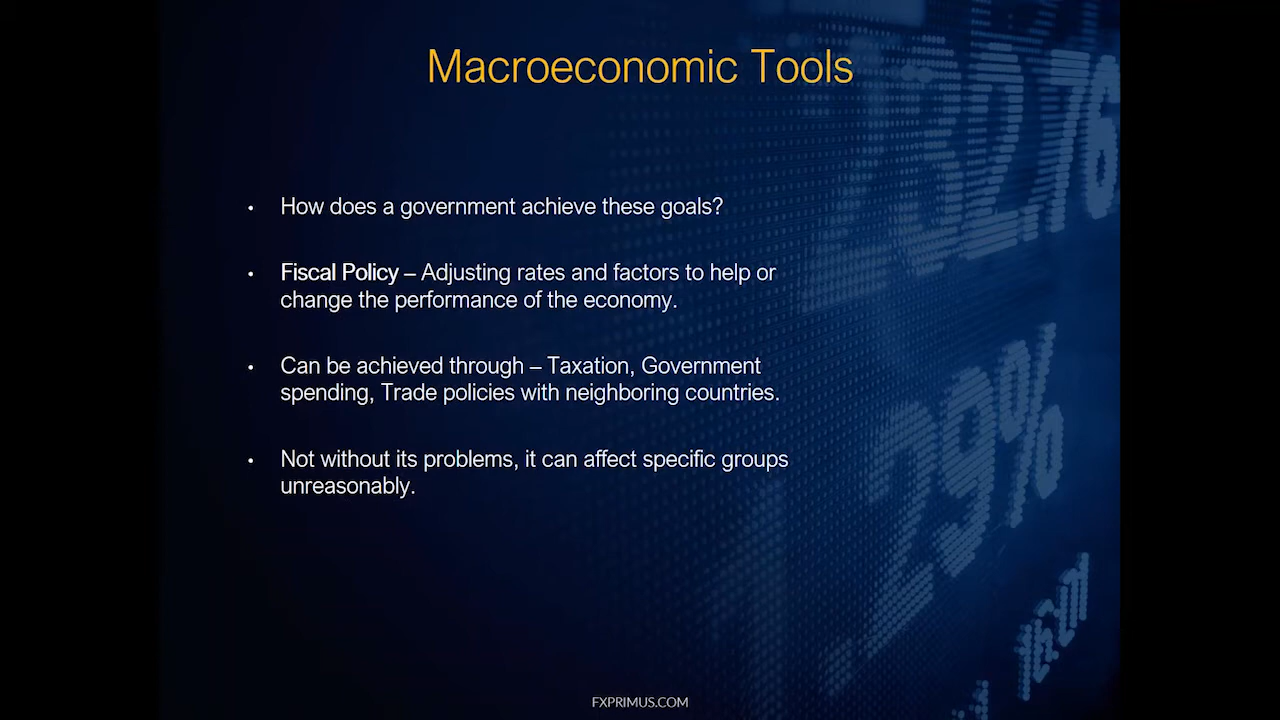 Macroeconomic Tools
• How does a government achieve these goals?
• Fiscal Policy – Adjusting rates and factors to help or
change the performance of the economy.
• Can be achieved through – Taxation, Government
spending, Trade policies with neighboring countries.
• Not without its problems, it can affect specific groups
unreasonably.
29%
FXPRIMUS.COM